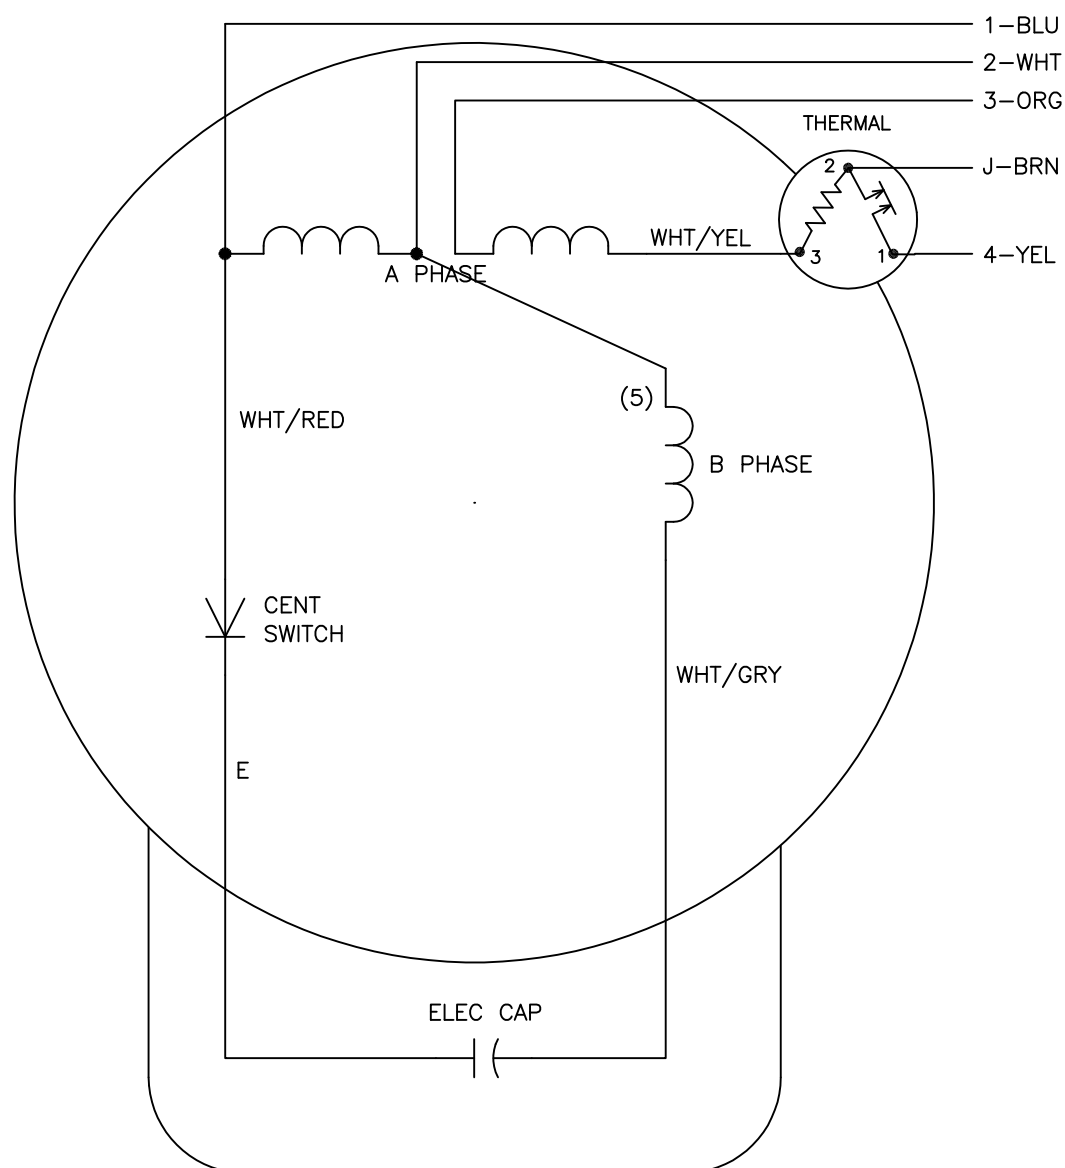 1-BLU
2-WHT
3-ORG
THERMAL
2
J-BRN
WHT/YEL
3
1
4-YEL
A PHASE
(5)
WHT/RED
B PHASE
CENT
SWITCH
WHT/GRY
E
ELEC CAP